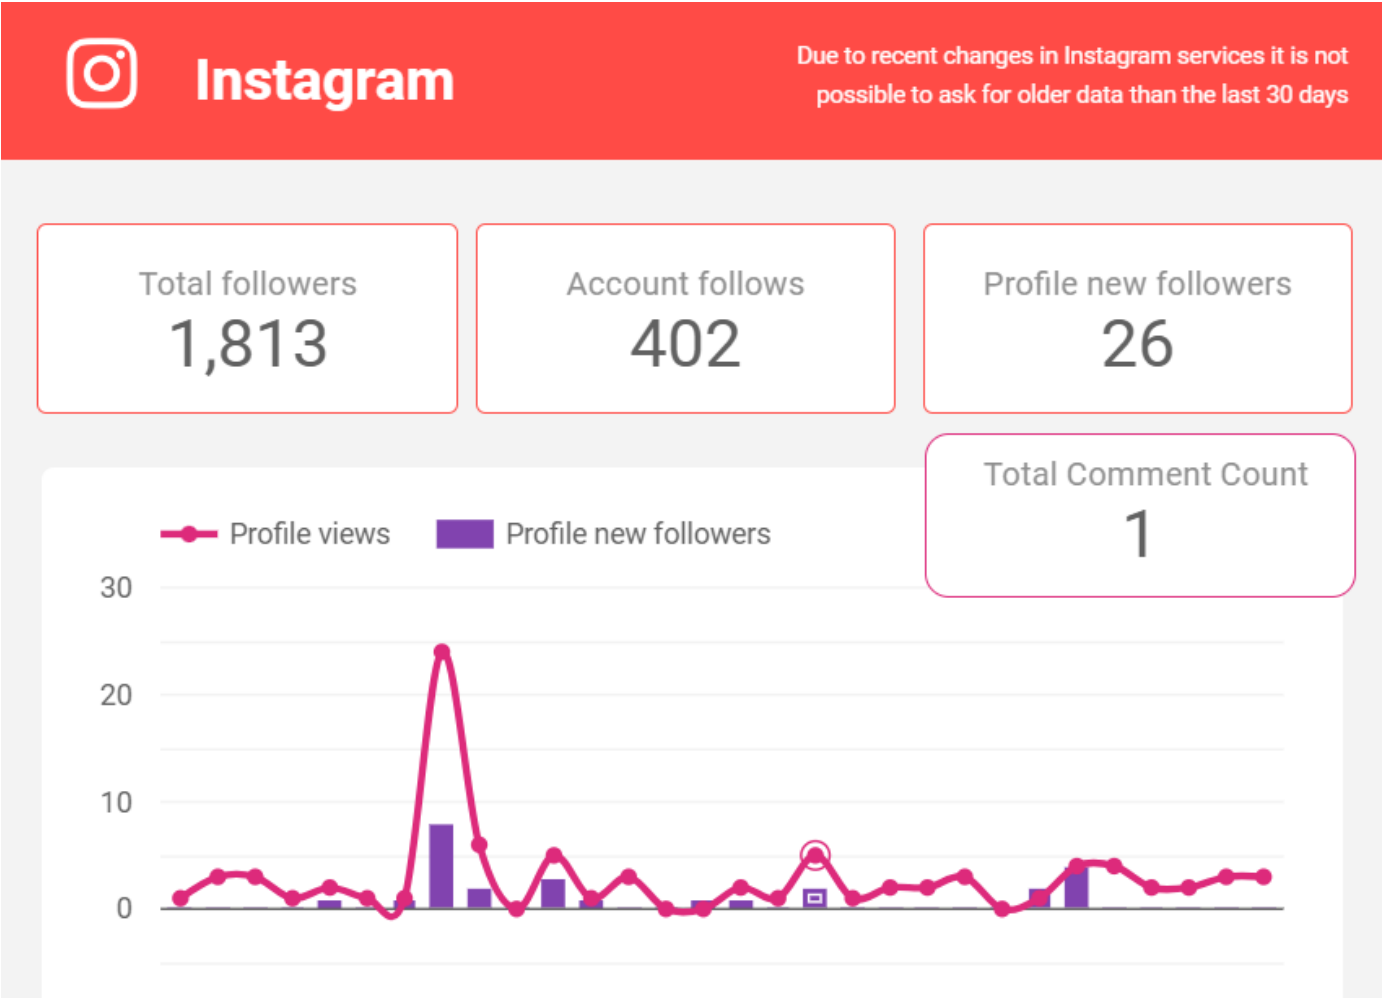 Instagram
Due to recent changes in Instagram services it is not
possible to ask for older data than the last 30 days
Total followers
1,813
Account follows
402
Profile new followers
26
Total Comment Count
1
Profile views
Profile new followers
30
20
10
0